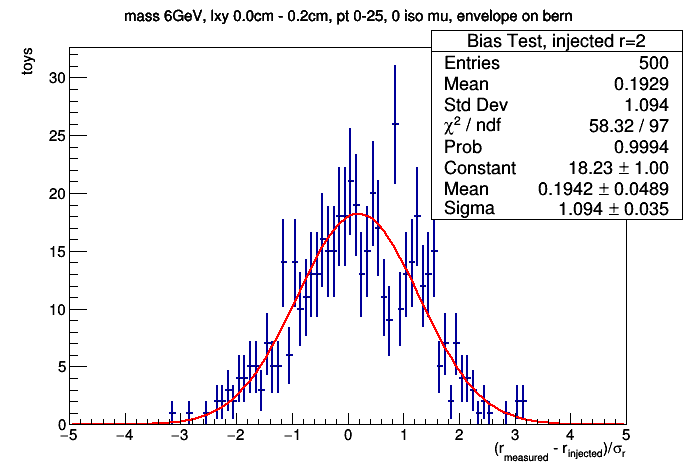 mass 6GeV, lxy 0.0cm - 0.2cm, pt 0-25, 0 iso mu, envelope on bern
toys
Bias Test, injected r=2
Entries 500
Mean 0.1929
Std Dev 1.094
χ² / ndf 58.32 / 97
Prob 0.9994
Constant 18.23 ± 1.00
Mean 0.1942 ± 0.0489
Sigma 1.094 ± 0.035
30
25
20
15
10
5
0
−5 −4 −3 −2 −1 0 1 2 3 4 5
(r_measured - r_injected)/σ_r